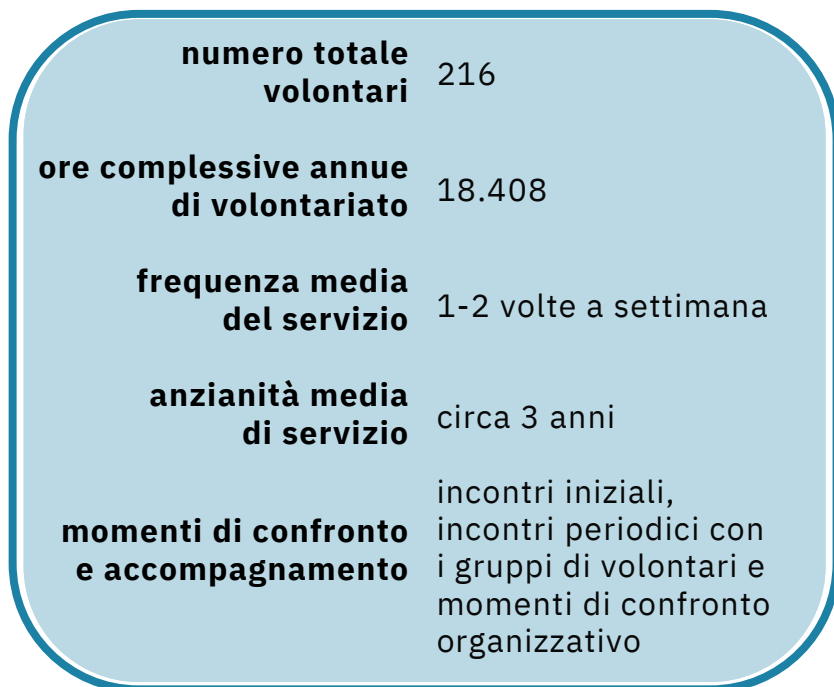 numero totale
volontari
216
ore complessive annue
di volontariato
18.408
frequenza media
del servizio
1-2 volte a settimana
anzianità media
di servizio
circa 3 anni
momenti di confronto
e accompagnamento
incontri iniziali,
incontri periodici con
i gruppi di volontari e
momenti di confronto
organizzativo